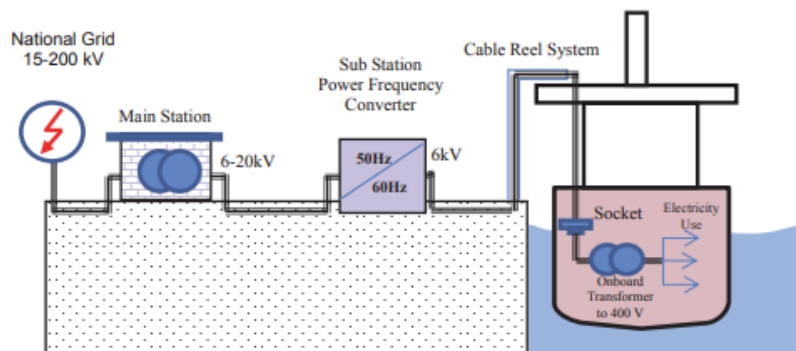 National Grid
15-200 kV
Main Station
6-20kV
Sub Station
Power Frequency
Converter
50Hz
60Hz
6kV
Cable Reel System
Socket
Electricity
Use
Onboard
Transformer
to 400 V